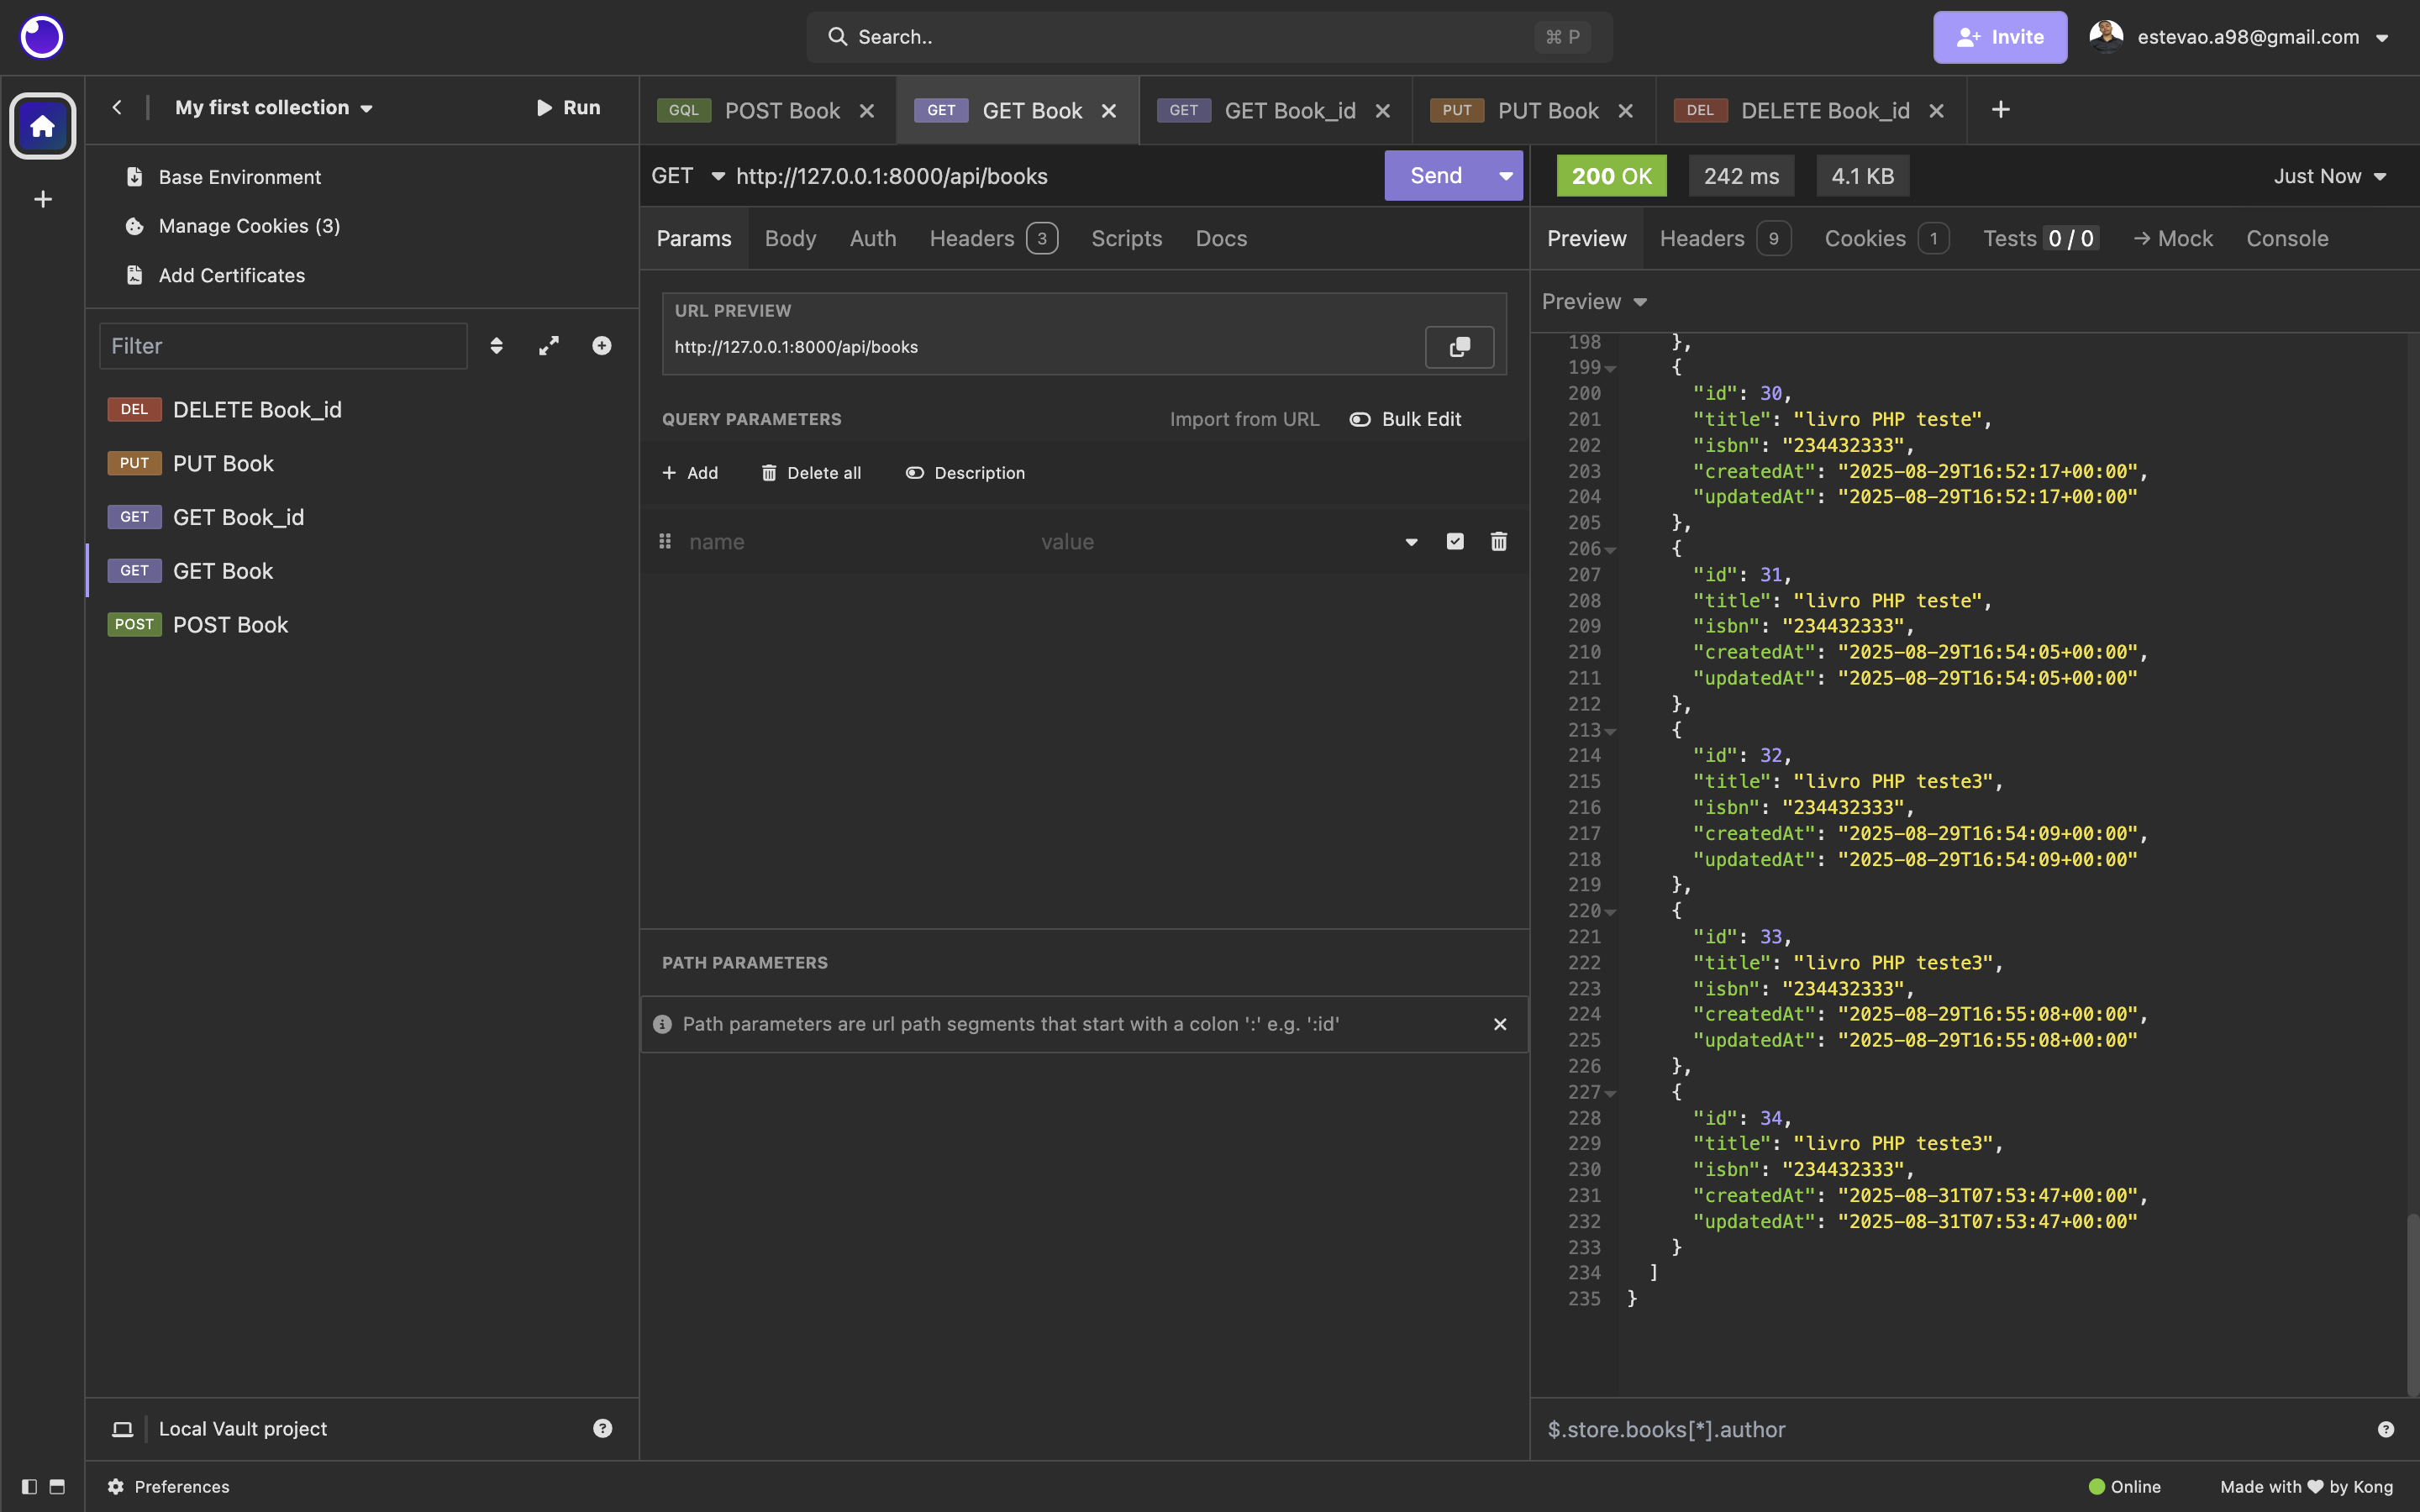 Search..
⌘ P
Invite
estevao.a98@gmail.com
My first collection
Run
Base Environment
Manage Cookies (3)
Add Certificates
Filter
DEL DELETE Book_id
PUT PUT Book
GET GET Book_id
GET GET Book
POST POST Book
Local Vault project
GQL POST Book
GET GET Book
GET GET Book_id
PUT PUT Book
DEL DELETE Book_id
GET http://127.0.0.1:8000/api/books
Send
Params Body Auth Headers 3 Scripts Docs
URL PREVIEW
http://127.0.0.1:8000/api/books
QUERY PARAMETERS Import from URL Bulk Edit
Add Delete all Description
name value
PATH PARAMETERS
Path parameters are url path segments that start with a colon ':' e.g. ':id'
200 OK 242 ms 4.1 KB Just Now
Preview Headers 9 Cookies 1 Tests 0 / 0 → Mock Console
Preview
198 },
199 {
200 "id": 30,
201 "title": "livro PHP teste",
202 "isbn": "234432333",
203 "createdAt": "2025-08-29T16:52:17+00:00",
204 "updatedAt": "2025-08-29T16:52:17+00:00"
205 },
206 {
207 "id": 31,
208 "title": "livro PHP teste",
209 "isbn": "234432333",
210 "createdAt": "2025-08-29T16:54:05+00:00",
211 "updatedAt": "2025-08-29T16:54:05+00:00"
212 },
213 {
214 "id": 32,
215 "title": "livro PHP teste3",
216 "isbn": "234432333",
217 "createdAt": "2025-08-29T16:54:09+00:00",
218 "updatedAt": "2025-08-29T16:54:09+00:00"
219 },
220 {
221 "id": 33,
222 "title": "livro PHP teste3",
223 "isbn": "234432333",
224 "createdAt": "2025-08-29T16:55:08+00:00",
225 "updatedAt": "2025-08-29T16:55:08+00:00"
226 },
227 {
228 "id": 34,
229 "title": "livro PHP teste3",
230 "isbn": "234432333",
231 "createdAt": "2025-08-31T07:53:47+00:00",
232 "updatedAt": "2025-08-31T07:53:47+00:00"
233 }
234 ]
235 }
$.store.books[*].author
Preferences
Online
Made with ♥ by Kong